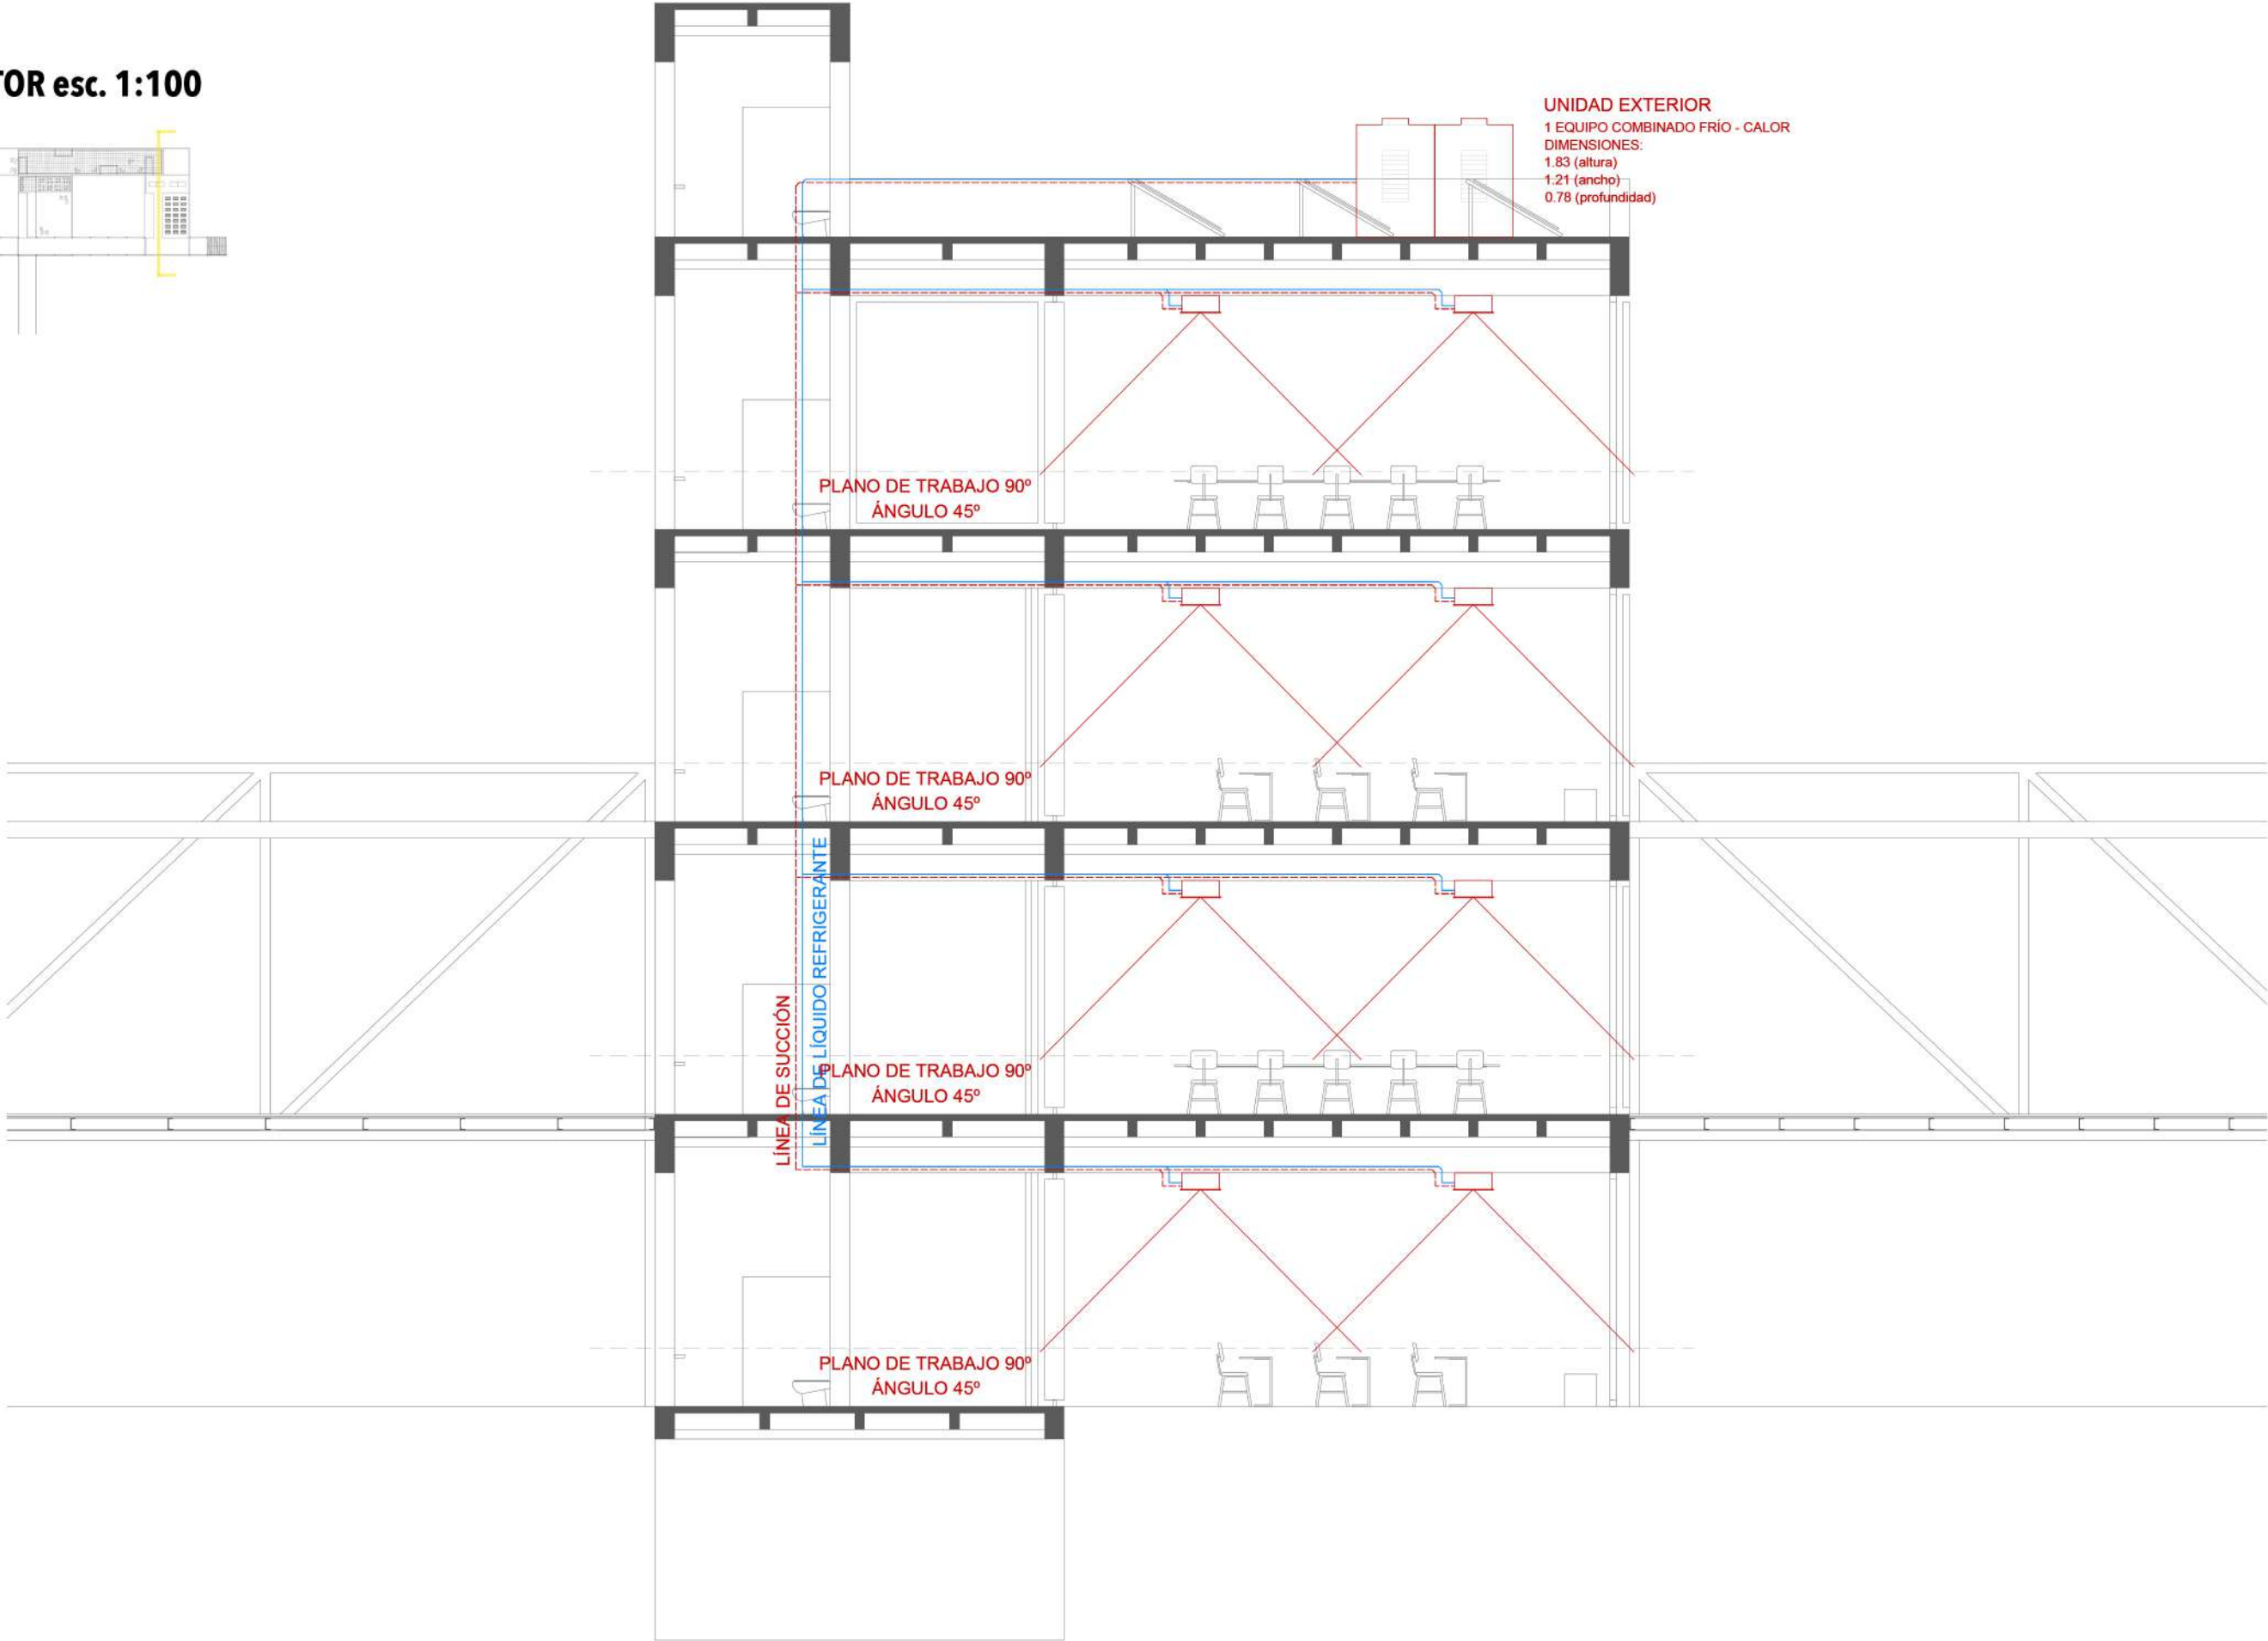 TOR esc. 1:100
UNIDAD EXTERIOR
1 EQUIPO COMBINADO FRÍO - CALOR
DIMENSIONES:
1.83 (altura)
1.21 (ancho)
0.78 (profundidad)
PLANO DE TRABAJO 90º
ÁNGULO 45º
PLANO DE TRABAJO 90º
ÁNGULO 45º
LÍNEA DE SUCCIÓN
LÍNEA DE LÍQUIDO REFRIGERANTE
PLANO DE TRABAJO 90º
ÁNGULO 45º
PLANO DE TRABAJO 90º
ÁNGULO 45º